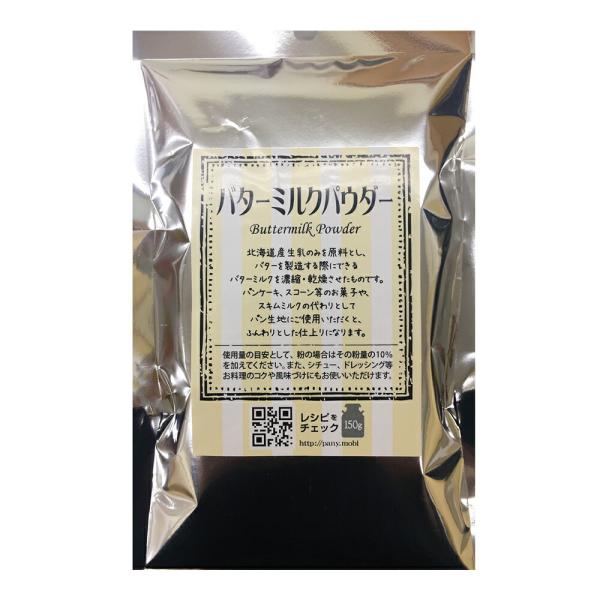 バターミルクパウダー
Buttermilk Powder
北海道産生乳のみを原料とし、
バターを製造する際にできる
バターミルクを濃縮・乾燥させたものです。
パンケーキ、スコーン等のお菓子や、
スキムミルクの代わりとして
パン生地にご使用いただくと、
ふんわりとした仕上りになります。
使用量の目安として、粉の場合はその粉量の10%
を加えてください。また、シチュー、ドレッシング等
お料理のコクや風味づけにもお使いいただけます。
レシピを
チェック
150g
http://pany.mobi